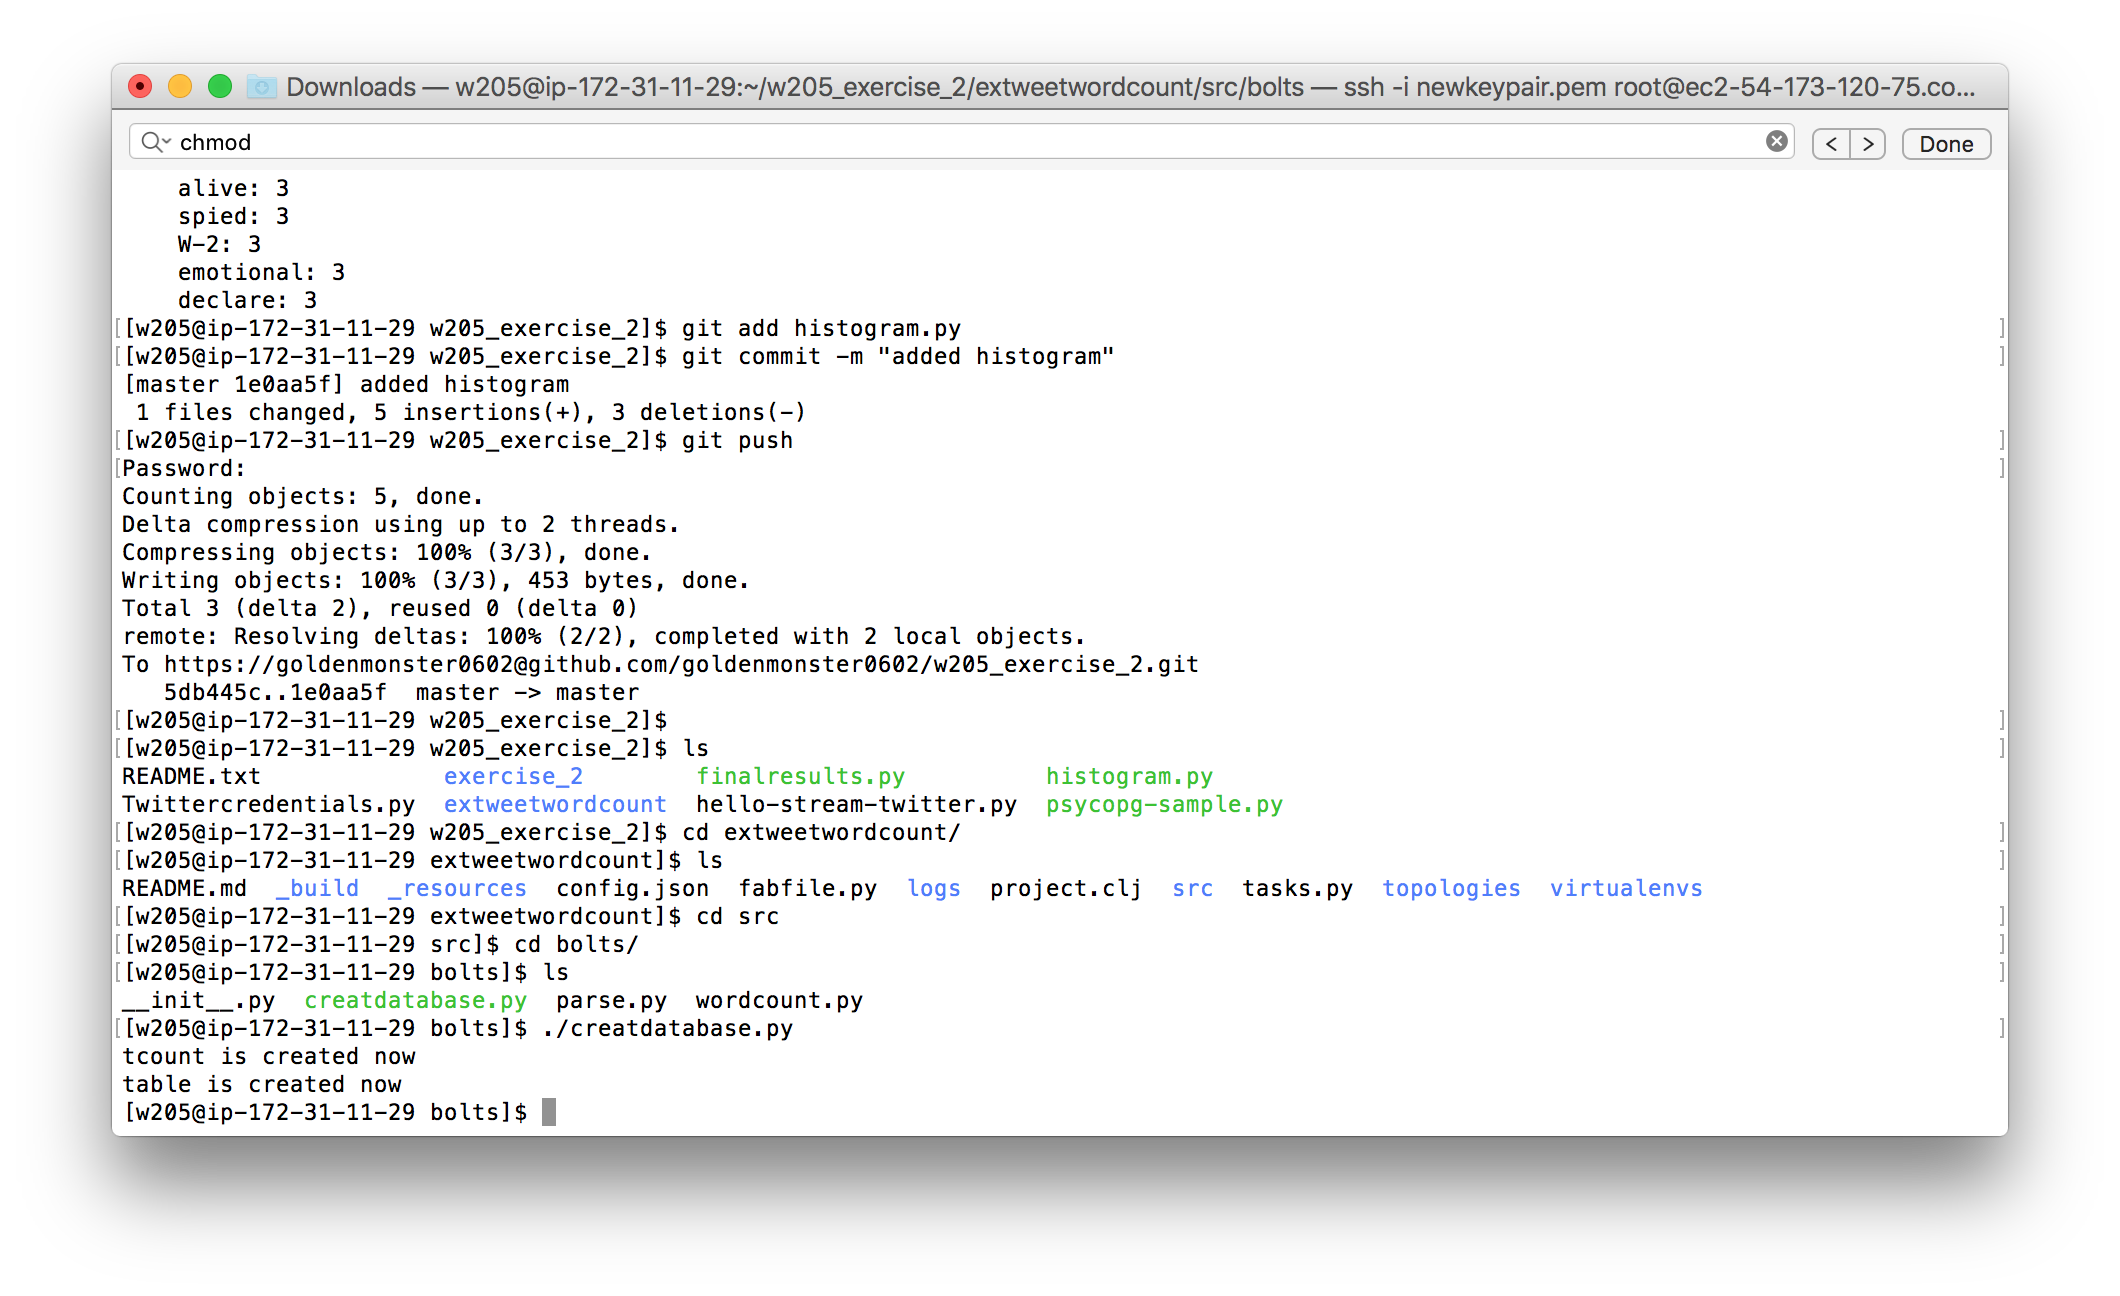 Downloads — w205@ip-172-31-11-29:~/w205_exercise_2/extweetwordcount/src/bolts — ssh -i newkeypair.pem root@ec2-54-173-120-75.co...
chmod
< > Done
alive: 3
spied: 3
W-2: 3
emotional: 3
declare: 3
[[w205@ip-172-31-11-29 w205_exercise_2]$ git add histogram.py ]
[[w205@ip-172-31-11-29 w205_exercise_2]$ git commit -m "added histogram" ]
[master 1e0aa5f] added histogram
1 files changed, 5 insertions(+), 3 deletions(-)
[[w205@ip-172-31-11-29 w205_exercise_2]$ git push ]
[Password: ]
Counting objects: 5, done.
Delta compression using up to 2 threads.
Compressing objects: 100% (3/3), done.
Writing objects: 100% (3/3), 453 bytes, done.
Total 3 (delta 2), reused 0 (delta 0)
remote: Resolving deltas: 100% (2/2), completed with 2 local objects.
To https://goldenmonster0602@github.com/goldenmonster0602/w205_exercise_2.git
5db445c..1e0aa5f  master -> master
[[w205@ip-172-31-11-29 w205_exercise_2]$ ]
[[w205@ip-172-31-11-29 w205_exercise_2]$ ls ]
README.txt exercise_2 finalresults.py histogram.py
Twittercredentials.py extweetwordcount hello-stream-twitter.py psycopg-sample.py
[[w205@ip-172-31-11-29 w205_exercise_2]$ cd extweetwordcount/ ]
[[w205@ip-172-31-11-29 extweetwordcount]$ ls ]
README.md _build _resources config.json fabfile.py logs project.clj src tasks.py topologies virtualenvs
[[w205@ip-172-31-11-29 extweetwordcount]$ cd src ]
[[w205@ip-172-31-11-29 src]$ cd bolts/ ]
[[w205@ip-172-31-11-29 bolts]$ ls ]
__init__.py creatdatabase.py parse.py wordcount.py
[[w205@ip-172-31-11-29 bolts]$ ./creatdatabase.py ]
tcount is created now
table is created now
[w205@ip-172-31-11-29 bolts]$